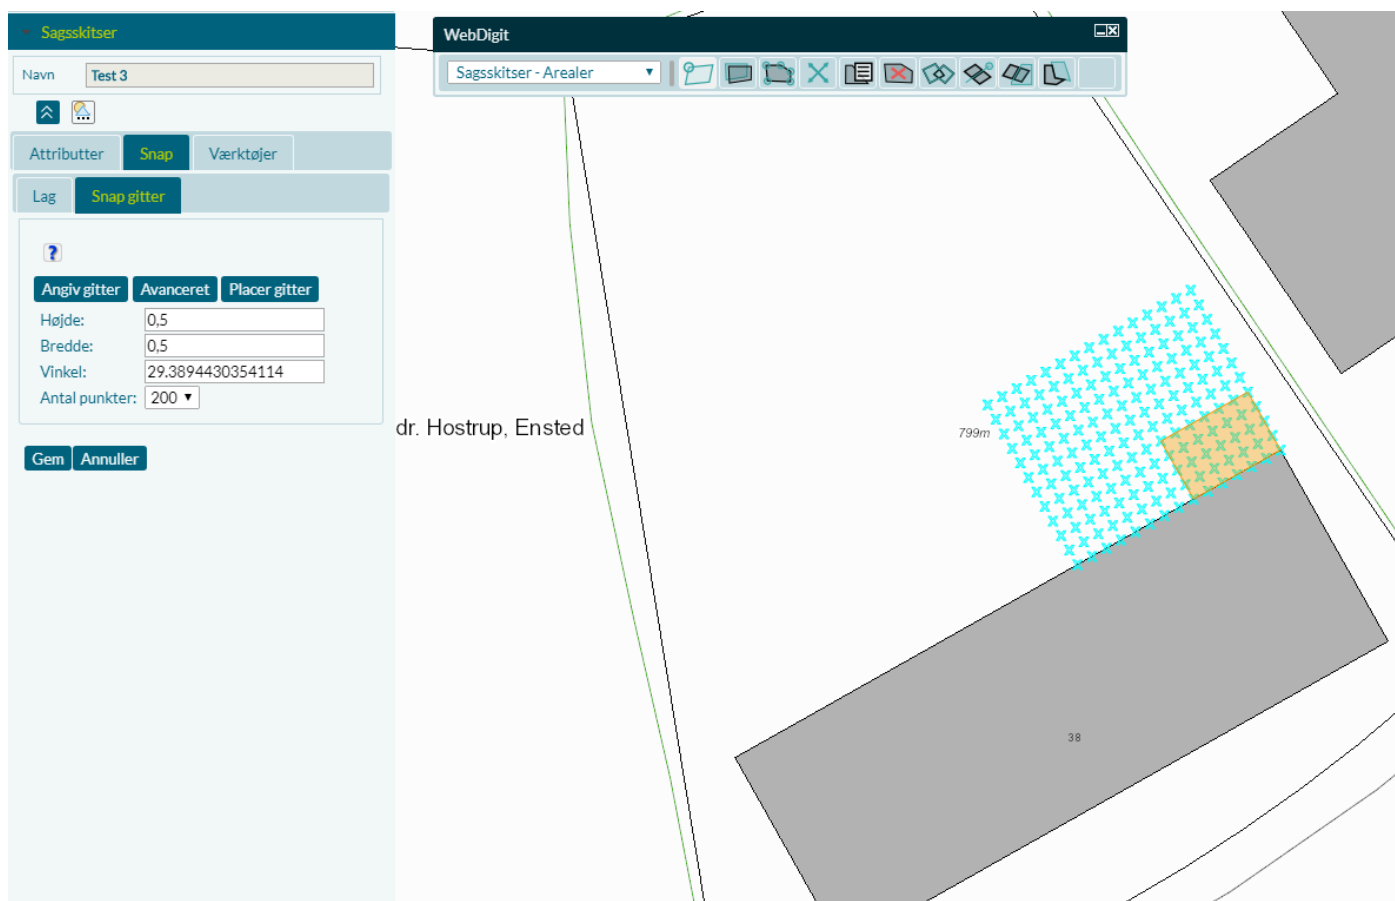 Sagsskitser
Navn Test 3
Attributter Snap Værktøjer
Lag Snap gitter
?
Angiv gitter Avanceret Placer gitter
Højde: 0,5
Bredde: 0,5
Vinkel: 29.3894430354114
Antal punkter: 200
Gem Annuller
WebDigit
Sagsskitser - Arealer
799m
dr. Hostrup, Ensted
38